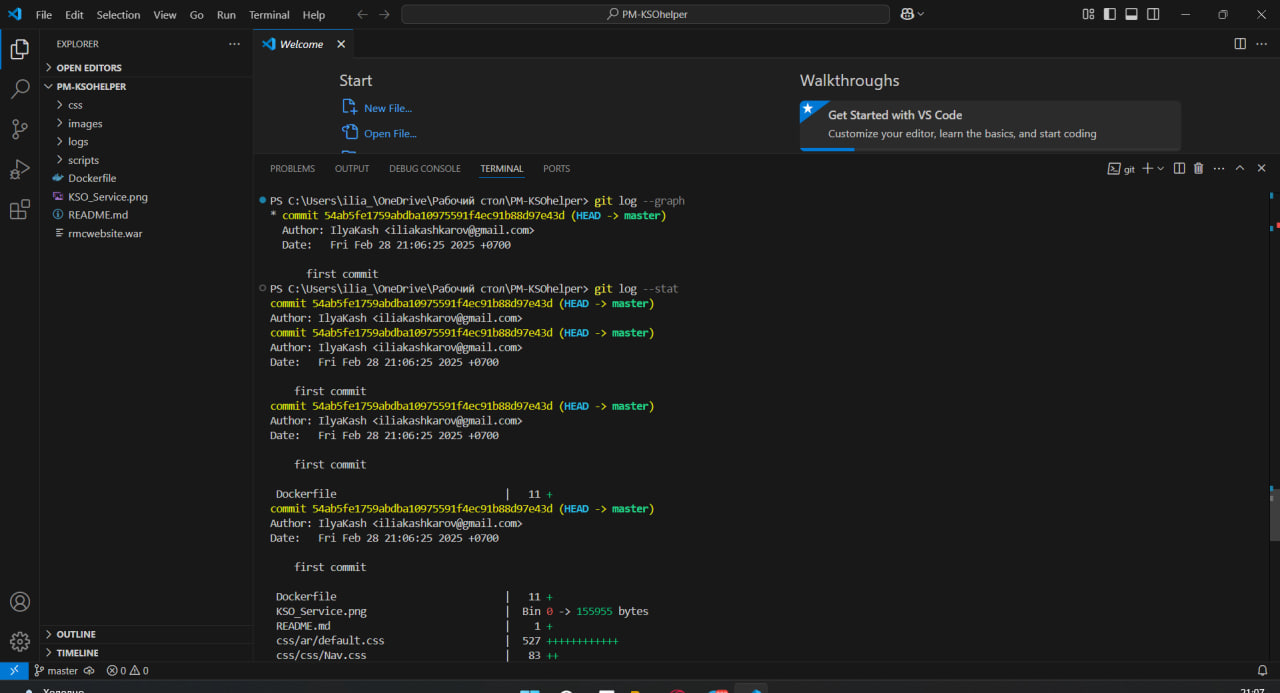 File Edit Selection View Go Run Terminal Help
PM-KSOhelper
EXPLORER
OPEN EDITORS
PM-KSOHELPER
css
images
logs
scripts
Dockerfile
KSO_Service.png
README.md
rmcwebsite.war
OUTLINE
TIMELINE
Welcome
Start
New File...
Open File...
Walkthroughs
Get Started with VS Code
Customize your editor, learn the basics, and start coding
PROBLEMS OUTPUT DEBUG CONSOLE TERMINAL PORTS
git
PS C:\Users\ilia_\OneDrive\Рабочий стол\PM-KSOhelper> git log --graph
* commit 54ab5fe1759abdba10975591f4ec91b88d97e43d (HEAD -> master)
Author: IlyaKash <iliakashkarov@gmail.com>
Date: Fri Feb 28 21:06:25 2025 +0700
first commit
PS C:\Users\ilia_\OneDrive\Рабочий стол\PM-KSOhelper> git log --stat
commit 54ab5fe1759abdba10975591f4ec91b88d97e43d (HEAD -> master)
Author: IlyaKash <iliakashkarov@gmail.com>
commit 54ab5fe1759abdba10975591f4ec91b88d97e43d (HEAD -> master)
Author: IlyaKash <iliakashkarov@gmail.com>
Date: Fri Feb 28 21:06:25 2025 +0700
first commit
commit 54ab5fe1759abdba10975591f4ec91b88d97e43d (HEAD -> master)
Author: IlyaKash <iliakashkarov@gmail.com>
Date: Fri Feb 28 21:06:25 2025 +0700
first commit
Dockerfile | 11 +
commit 54ab5fe1759abdba10975591f4ec91b88d97e43d (HEAD -> master)
Author: IlyaKash <iliakashkarov@gmail.com>
Date: Fri Feb 28 21:06:25 2025 +0700
first commit
Dockerfile | 11 +
KSO_Service.png | Bin 0 -> 155955 bytes
README.md | 1 +
css/ar/default.css | 527 ++++++++++++
css/css/Nav.css | 83 ++
master 0 0
Холодно
21:07